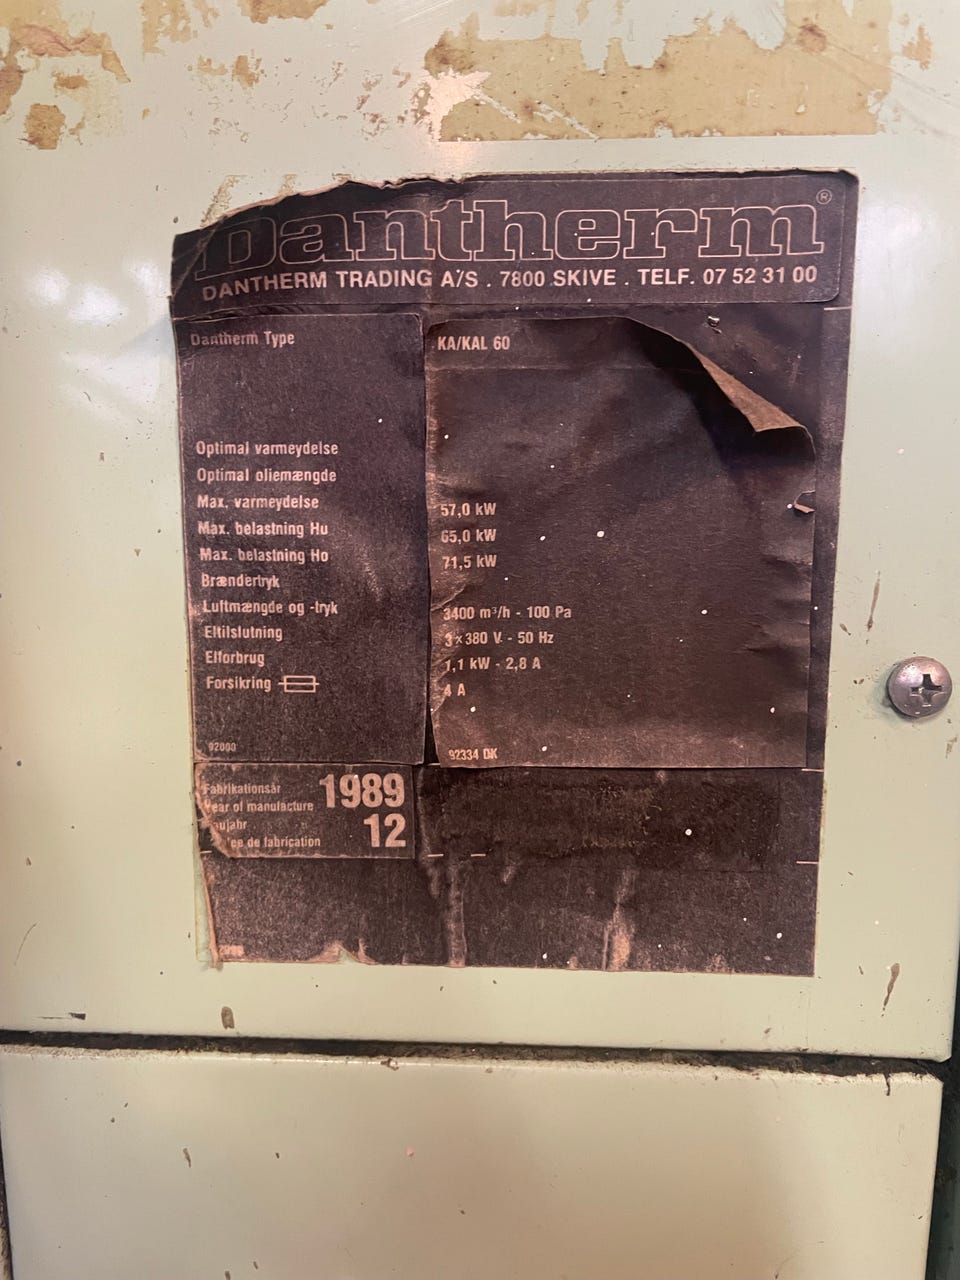 Dantherm®
DANTHERM TRADING A/S . 7800 SKIVE . TELF. 07 52 31 00
Dantherm Type KA/KAL 60
Optimal varmeydelse
Optimal oliemængde
Max. varmeydelse 57,0 kW
Max. belastning Hu 65,0 kW
Max. belastning Ho 71,5 kW
Brændertryk
Luftmængde og -tryk 3400 m³/h - 100 Pa
Eltilslutning 3×380 V - 50 Hz
Elforbrug 1,1 kW - 2,8 A
Forsikring 4 A
92000 92334 DK
Fabrikationsår 1989
Year of manufacture
Baujahr 12
de fabrication